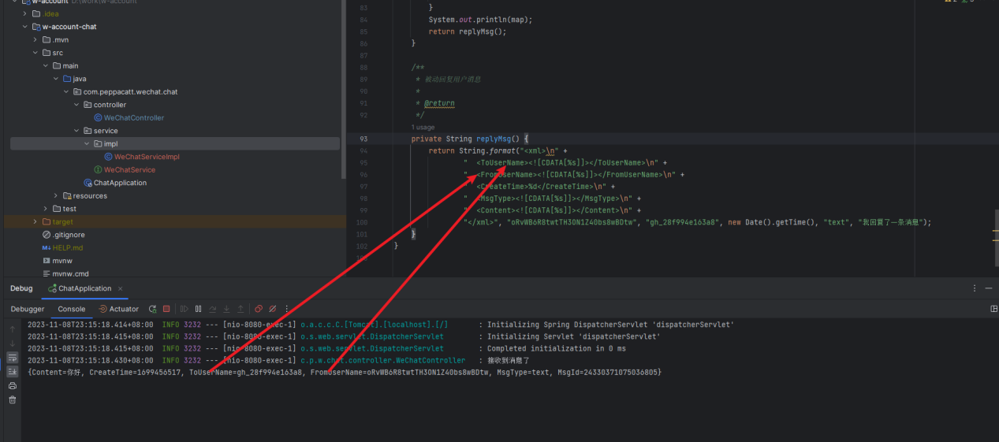 w-account D:\work\w-account
.idea
w-account-chat
.mvn
src
main
java
com.peppacatt.wechat.chat
controller
WeChatController
service
impl
WeChatServiceImpl
WeChatService
ChatApplication
resources
test
target
.gitignore
HELP.md
mvnw
mvnw.cmd
83 }
84 System.out.println(map);
85 return replyMsg();
86 }
87
88 /**
89 * 被动回复用户消息
90 *
91 * @return
92 */
1 usage
93 private String replyMsg() {
94 return String.format("<xml>\n" +
95 " <ToUserName><![CDATA[%s]]></ToUserName>\n" +
96 " <FromUserName><![CDATA[%s]]></FromUserName>\n" +
97 " <CreateTime>%d</CreateTime>\n" +
98 " <MsgType><![CDATA[%s]]></MsgType>\n" +
99 " <Content><![CDATA[%s]]></Content>\n" +
100 "</xml>", "oRvWB6R8twtTH3ON1Z40bs8wBDtw", "gh_28f994e163a8", new Date().getTime(), "text", "我回复了一条消息");
101 }
102 }
103
Debug ChatApplication
Debugger Console Actuator
2023-11-08T23:15:18.414+08:00 INFO 3232 --- [nio-8080-exec-1] o.a.c.c.C.[Tomcat].[localhost].[/] : Initializing Spring DispatcherServlet 'dispatcherServlet'
2023-11-08T23:15:18.415+08:00 INFO 3232 --- [nio-8080-exec-1] o.s.web.servlet.DispatcherServlet : Initializing Servlet 'dispatcherServlet'
2023-11-08T23:15:18.415+08:00 INFO 3232 --- [nio-8080-exec-1] o.s.web.servlet.DispatcherServlet : Completed initialization in 0 ms
2023-11-08T23:15:18.430+08:00 INFO 3232 --- [nio-8080-exec-1] c.p.w.chat.controller.WeChatController : 接收到消息了
{Content=你好, CreateTime=1699456517, ToUserName=gh_28f994e163a8, FromUserName=oRvWB6R8twtTH3ON1Z40bs8wBDtw, MsgType=text, MsgId=24330371075036805}